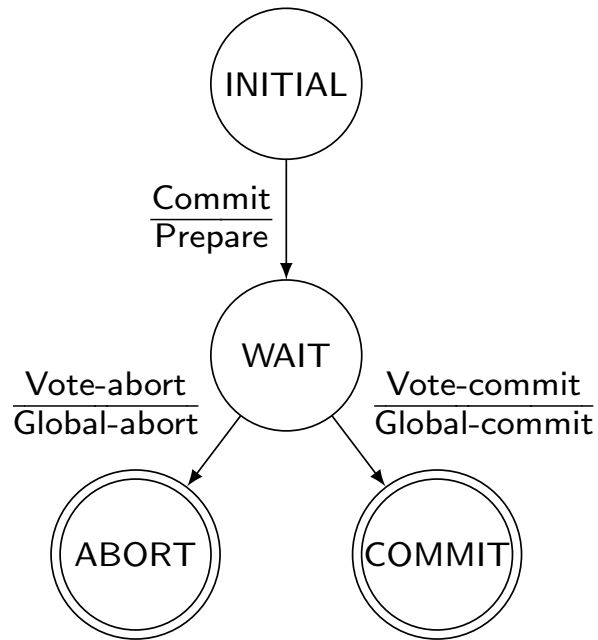 INITIAL
Commit
Prepare
WAIT
Vote-abort
Global-abort
Vote-commit
Global-commit
ABORT
COMMIT